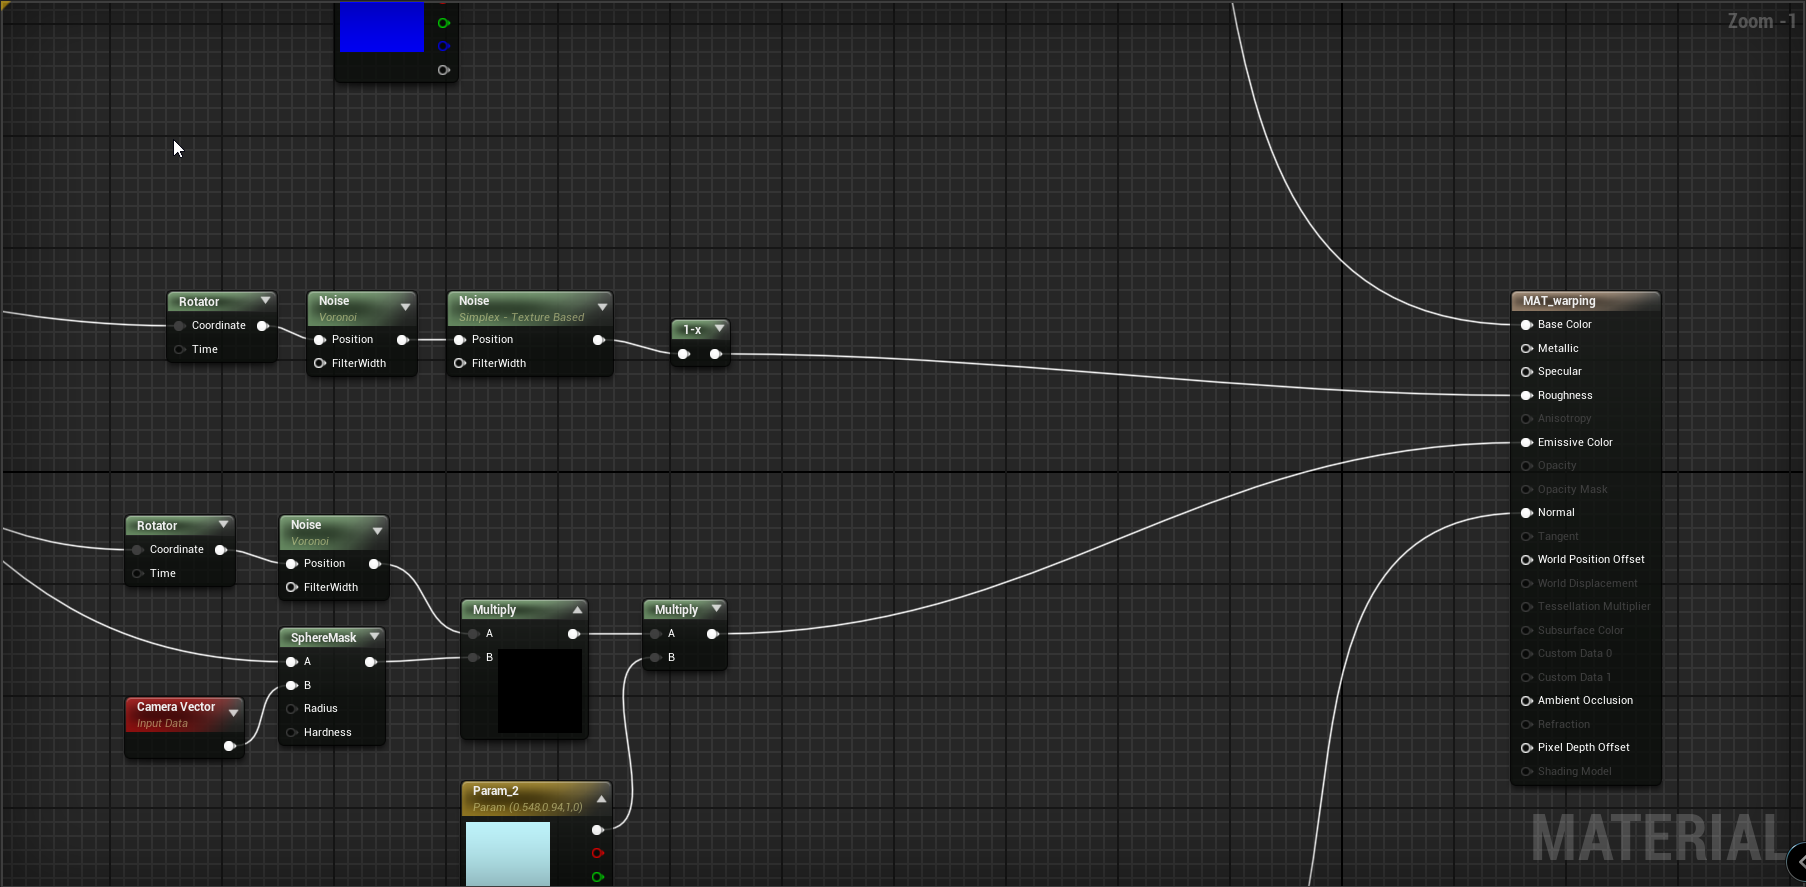 Zoom -1
Rotator
Coordinate
Time
Noise
Voronoi
Position
FilterWidth
Noise
Simplex - Texture Based
Position
FilterWidth
1-x
MAT_warping
Base Color
Metallic
Specular
Roughness
Anisotropy
Emissive Color
Opacity
Opacity Mask
Normal
Tangent
World Position Offset
World Displacement
Tessellation Multiplier
Subsurface Color
Custom Data 0
Custom Data 1
Ambient Occlusion
Refraction
Pixel Depth Offset
Shading Model
Rotator
Coordinate
Time
Noise
Voronoi
Position
FilterWidth
SphereMask
A
B
Radius
Hardness
Camera Vector
Input Data
Multiply
A
B
Multiply
A
B
Param_2
Param (0.548,0.94,1,0)
MATERIAL